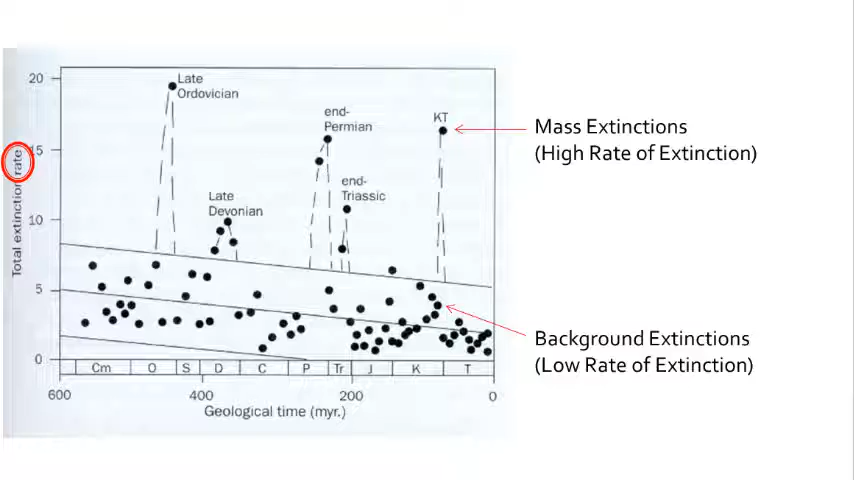 20
15
10
5
0
Total extinction rate
Late
Ordovician
Late
Devonian
end-
Permian
end-
Triassic
KT
Cm O S D C P Tr J K T
600 400 200 0
Geological time (myr.)
Mass Extinctions
(High Rate of Extinction)
Background Extinctions
(Low Rate of Extinction)